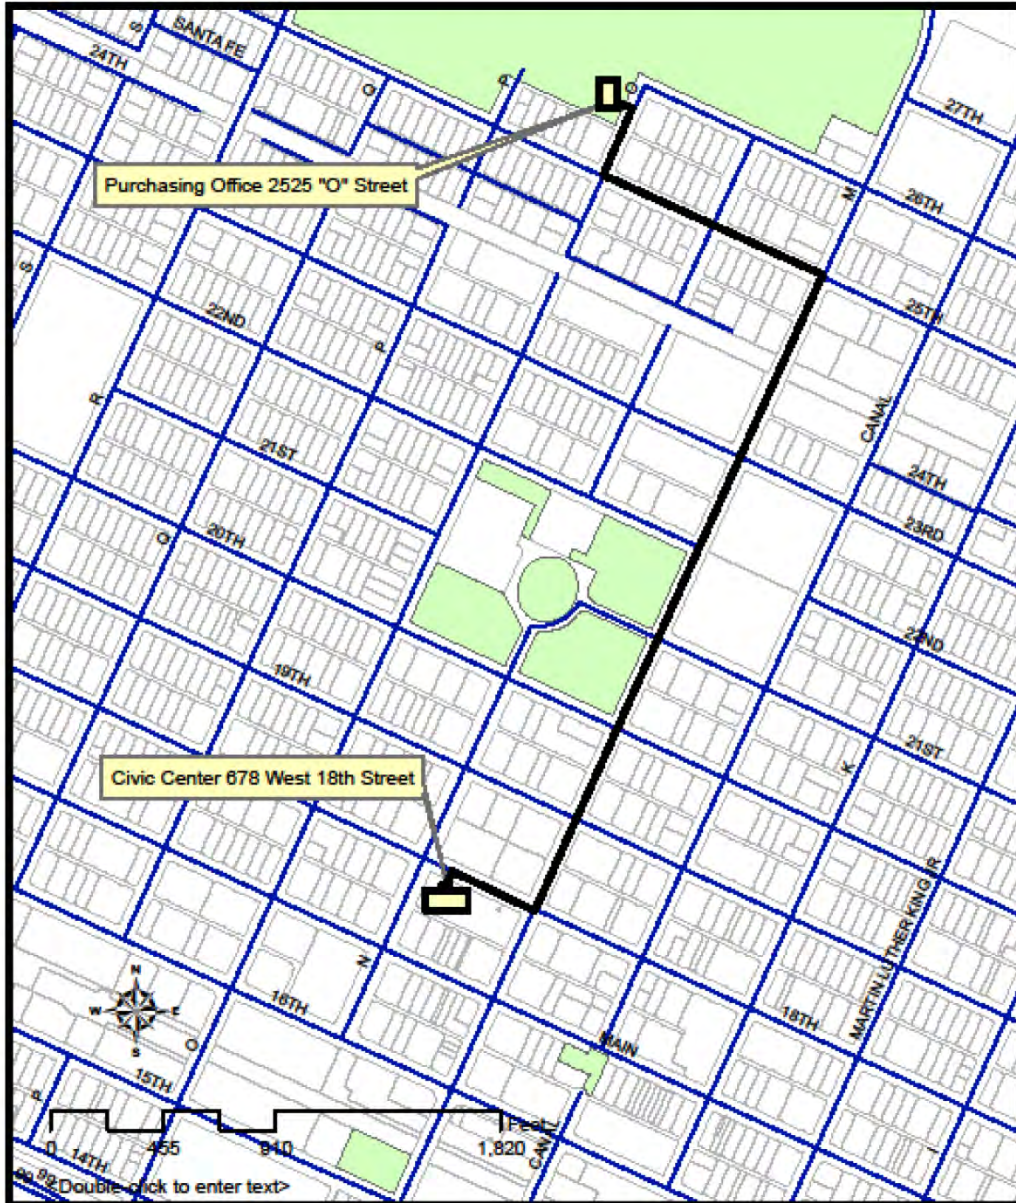 S
SANTA FE
24TH
Q
P
O
27TH
Purchasing Office 2525 "O" Street
M
26TH
S
22ND
P
25TH
R
21ST
CANAL
24TH
20TH
Q
23RD
22ND
19TH
21ST
K
Civic Center 678 West 18th Street
N
MARTIN LUTHER KING JR
N
W E
S
16TH
18TH
O
MAIN
15TH
P
Feet
0 455 910 1,820
CANAL
I
14TH
<Double-click to enter text>